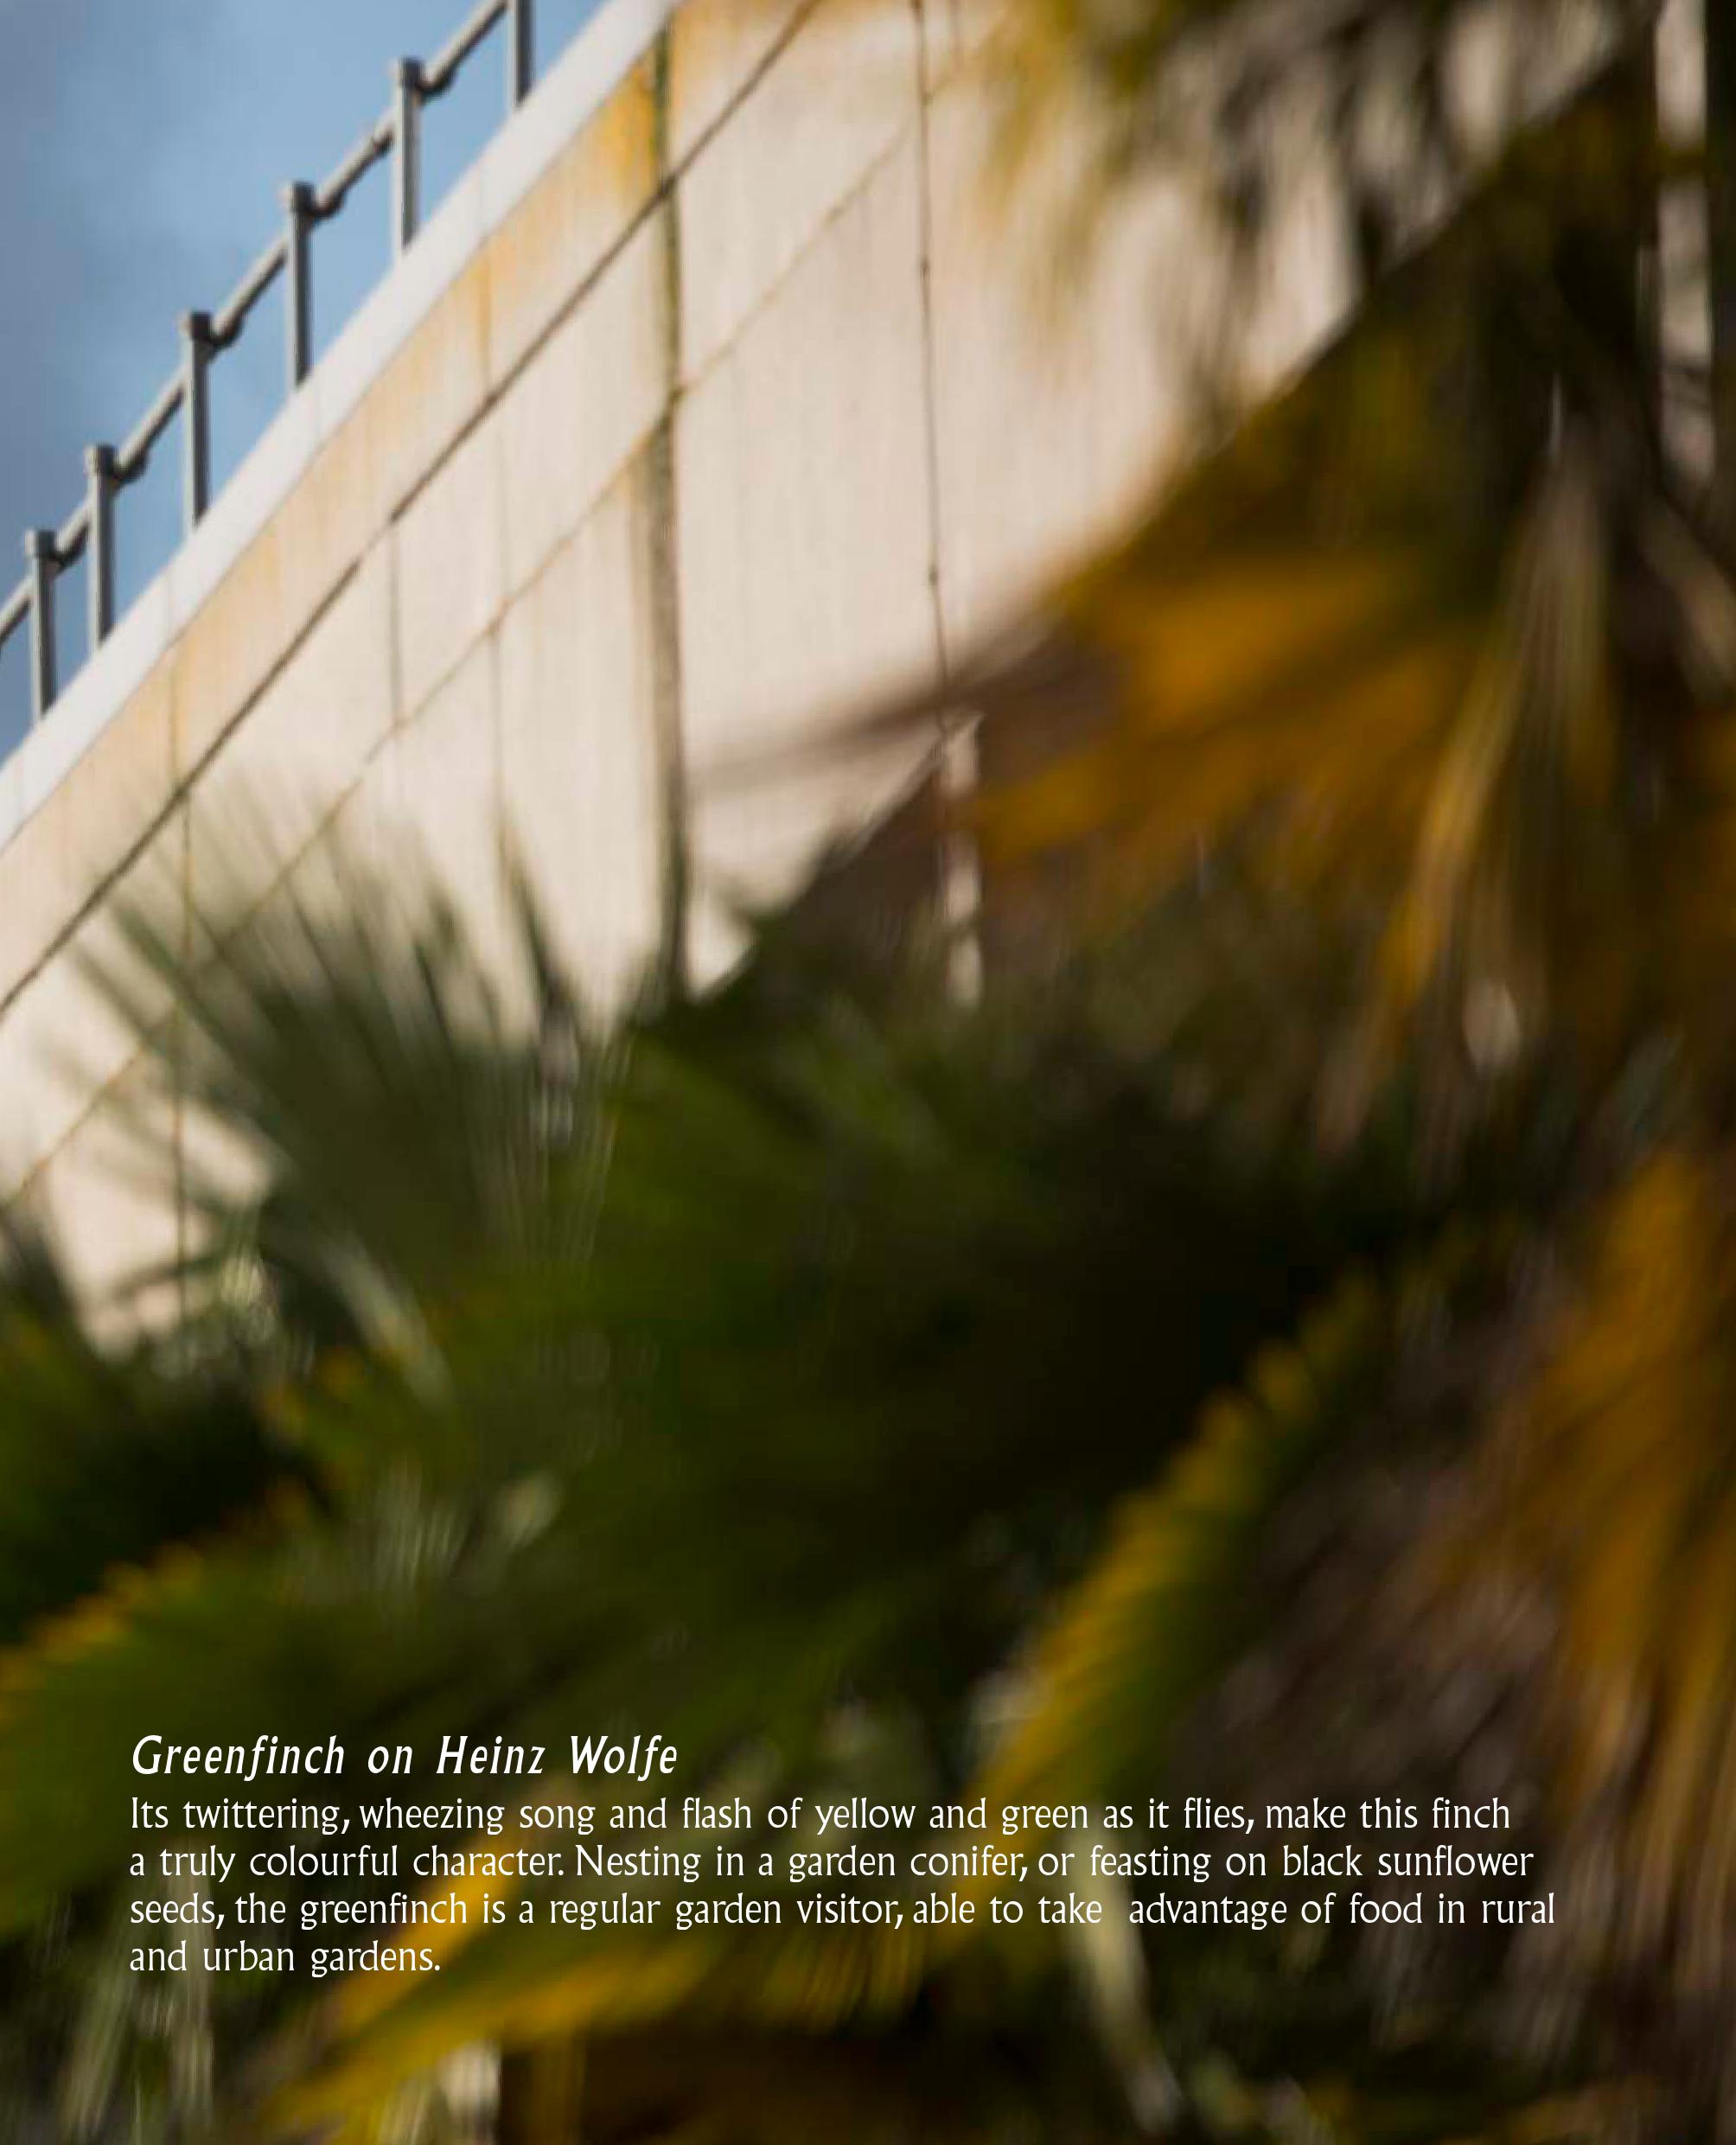 Greenfinch on Heinz Wolfe
Its twittering, wheezing song and flash of yellow and green as it flies, make this finch
a truly colourful character. Nesting in a garden conifer, or feasting on black sunflower
seeds, the greenfinch is a regular garden visitor, able to take  advantage of food in rural
and urban gardens.